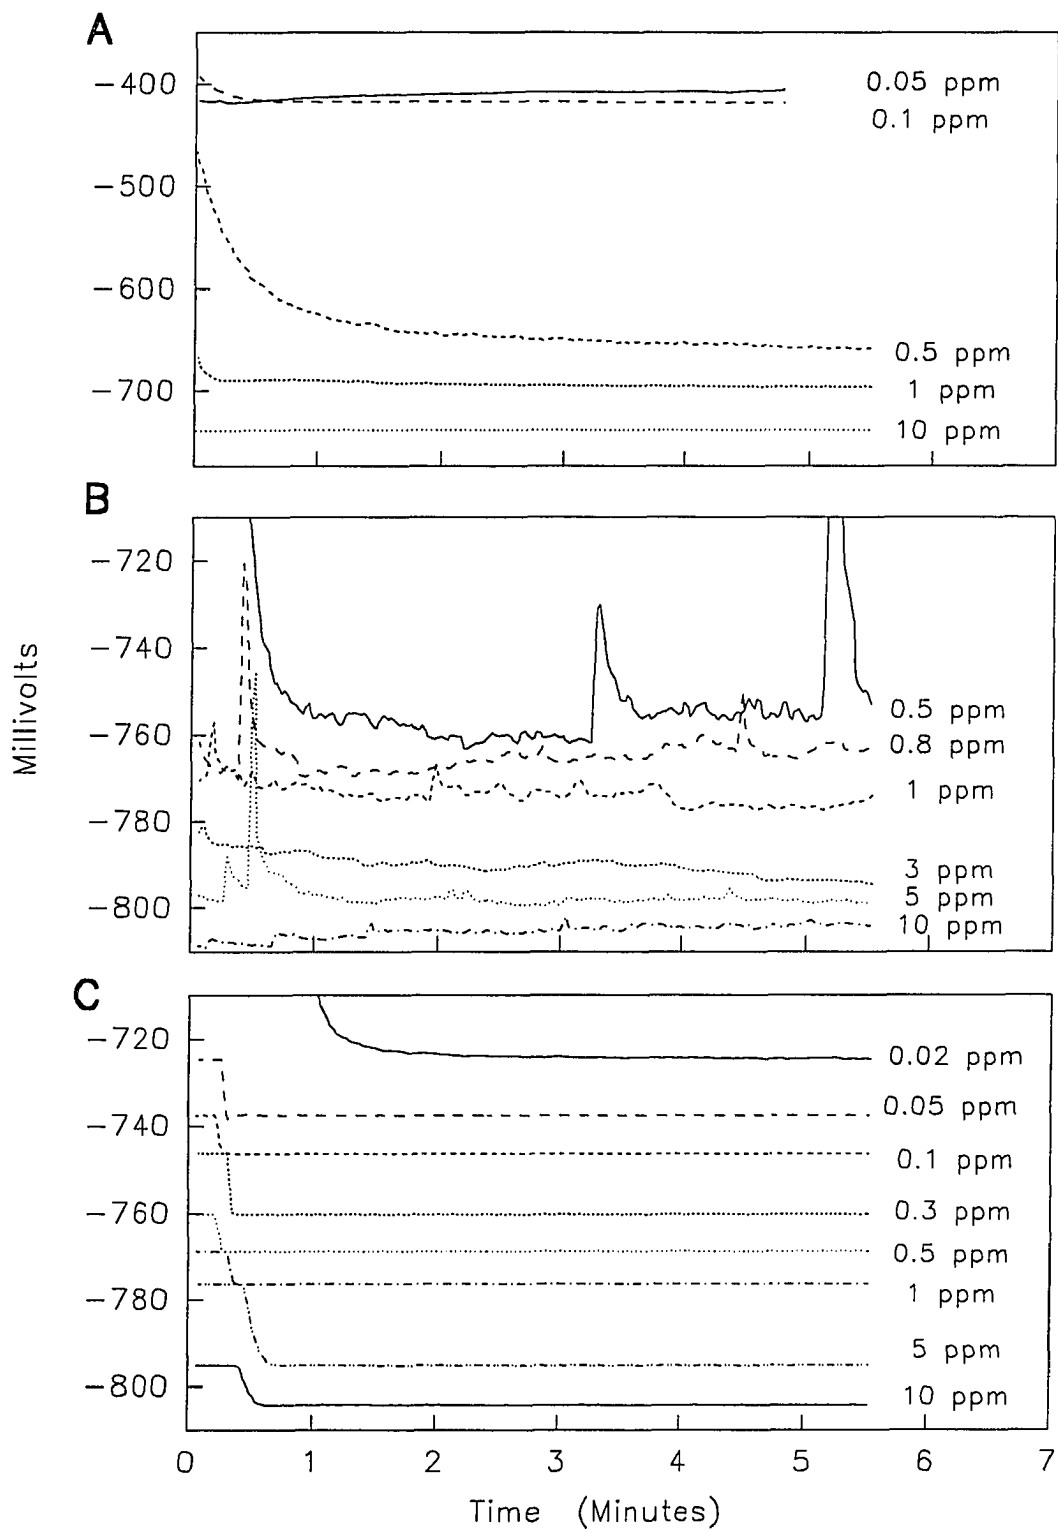 A
−400
−500
−600
−700
0.05 ppm
0.1 ppm
0.5 ppm
1 ppm
10 ppm
B
Millivolts
−720
−740
−760
−780
−800
0.5 ppm
0.8 ppm
1 ppm
3 ppm
5 ppm
10 ppm
C
−720
−740
−760
−780
−800
0.02 ppm
0.05 ppm
0.1 ppm
0.3 ppm
0.5 ppm
1 ppm
5 ppm
10 ppm
0 1 2 3 4 5 6 7
Time (Minutes)